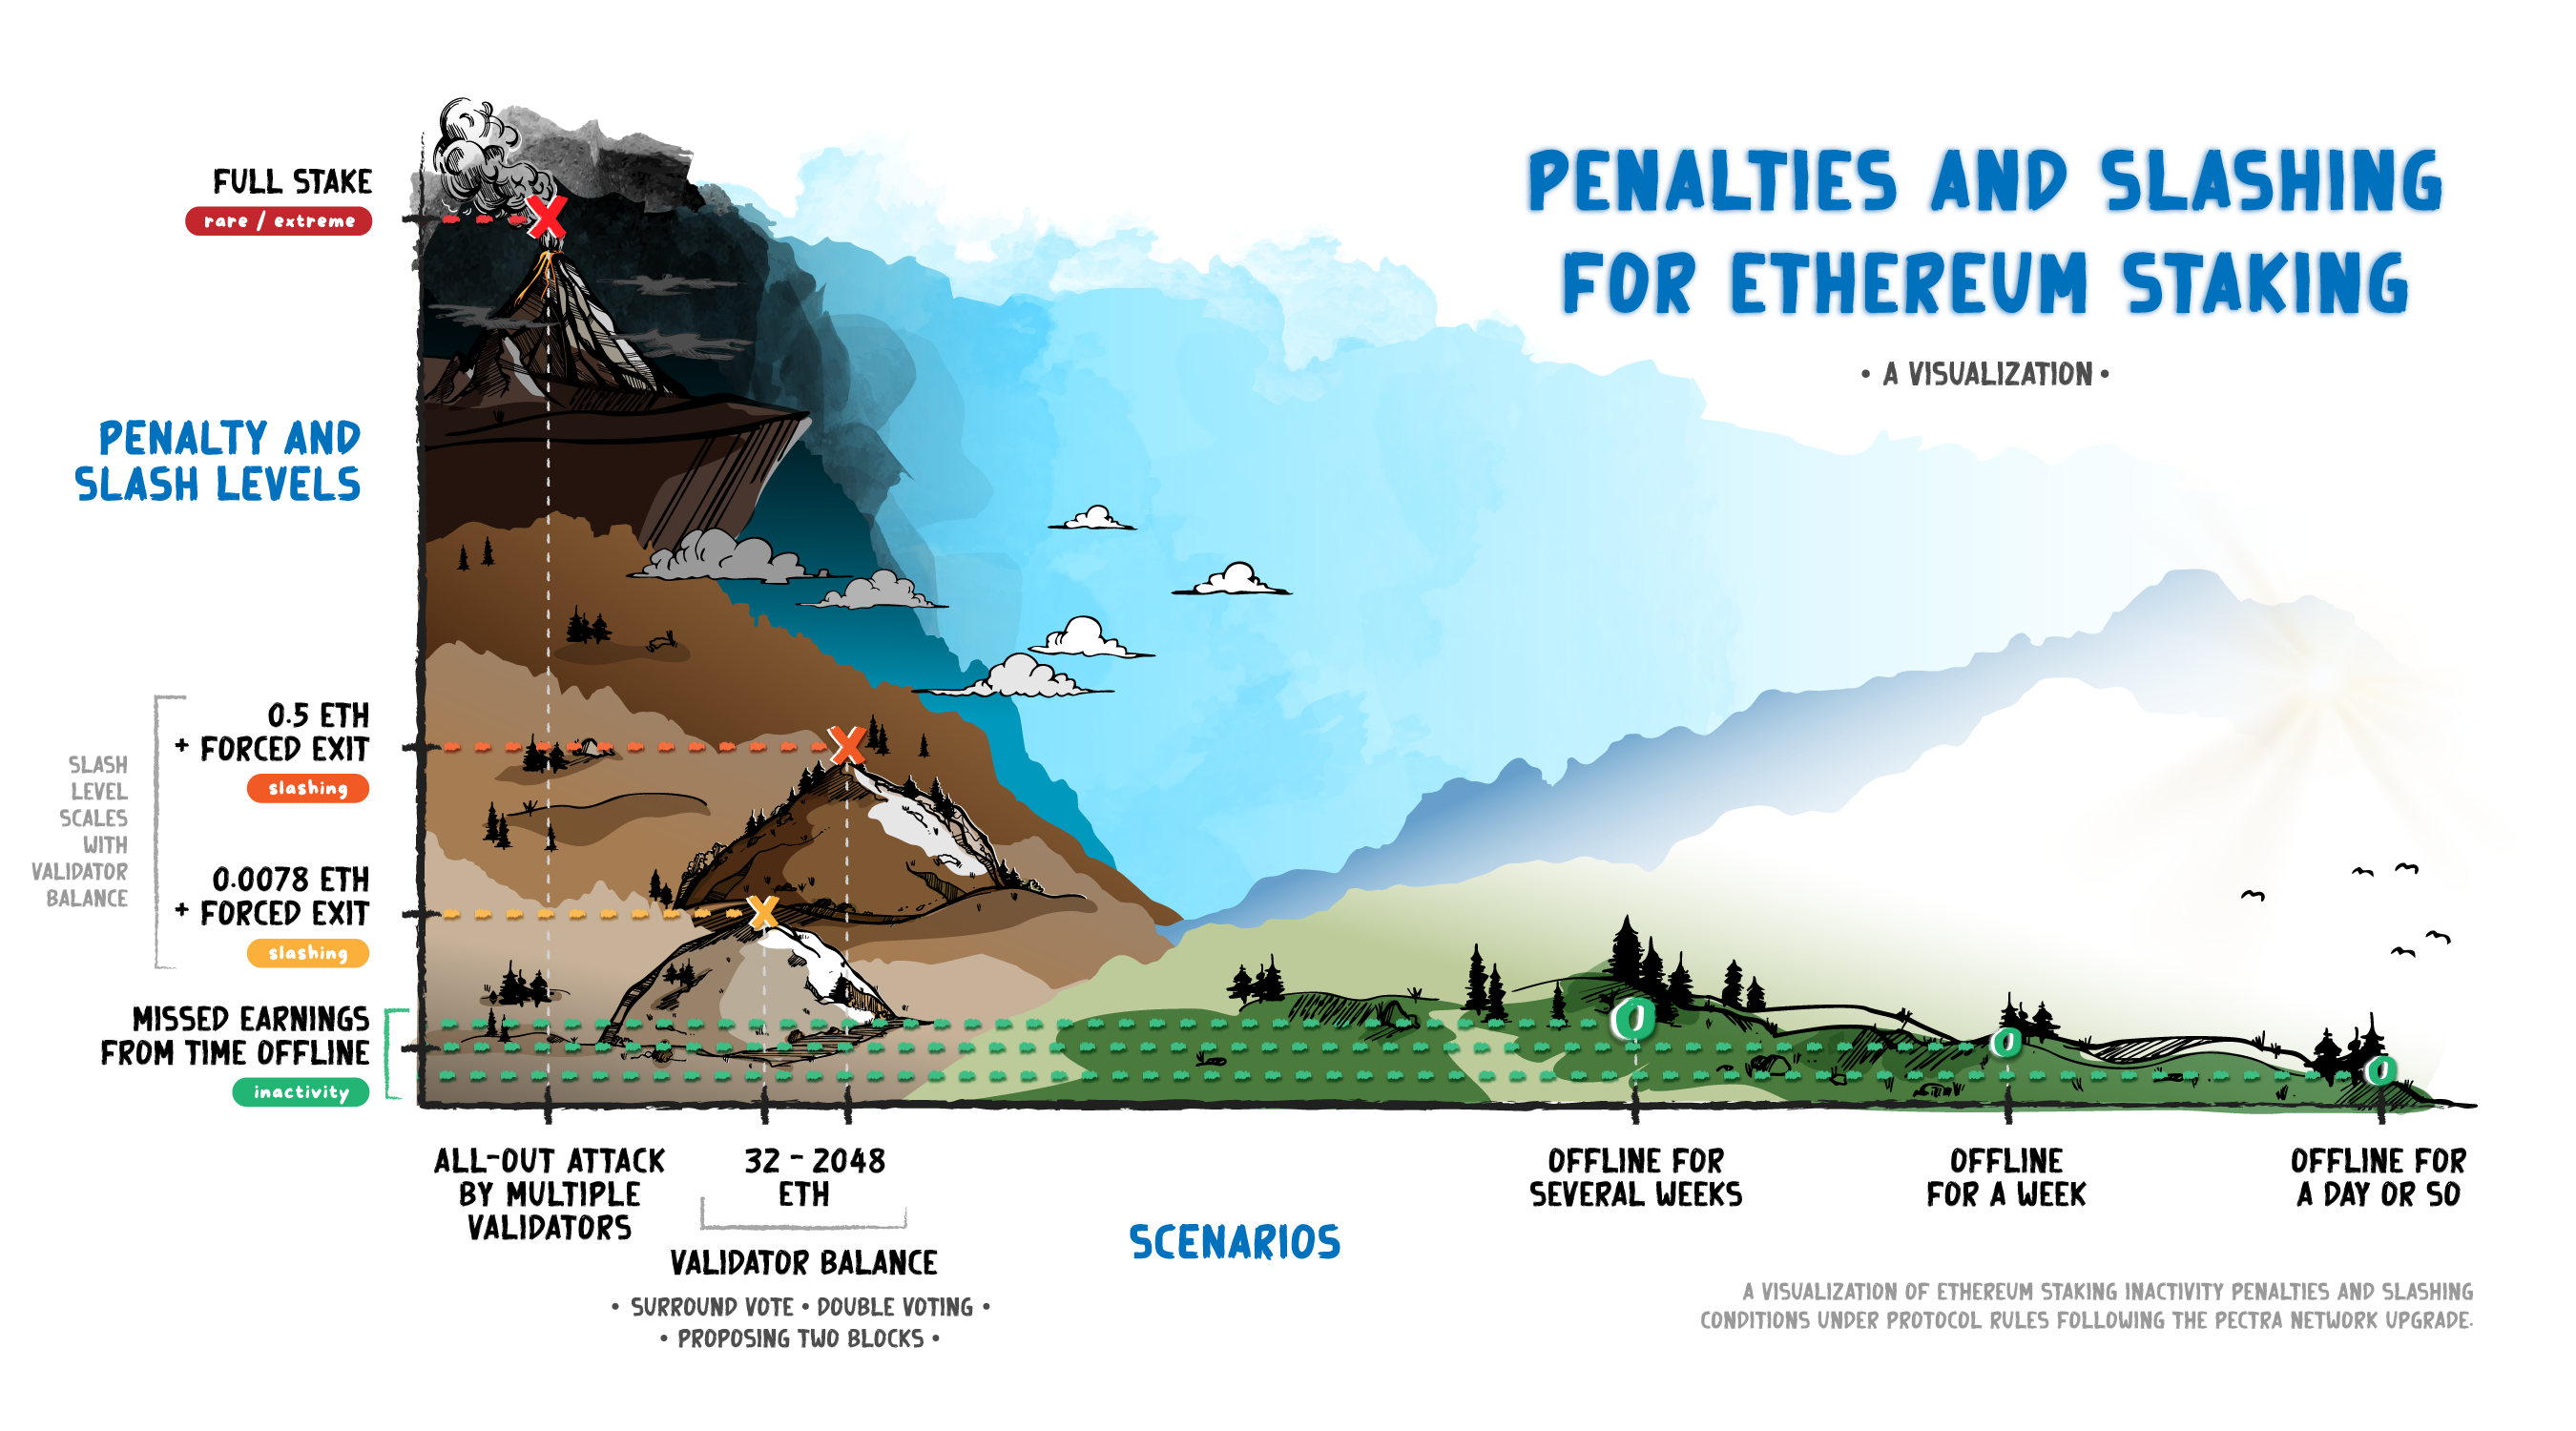 PENALTIES AND SLASHING
FOR ETHEREUM STAKING
• A VISUALIZATION •
PENALTY AND
SLASH LEVELS
FULL STAKE
rare / extreme
0.5 ETH
+ FORCED EXIT
slashing
0.0078 ETH
+ FORCED EXIT
slashing
SLASH
LEVEL
SCALES
WITH
VALIDATOR
BALANCE
MISSED EARNINGS
FROM TIME OFFLINE
inactivity
ALL-OUT ATTACK
BY MULTIPLE
VALIDATORS
32 - 2048
ETH
VALIDATOR BALANCE
• SURROUND VOTE • DOUBLE VOTING •
• PROPOSING TWO BLOCKS •
SCENARIOS
OFFLINE FOR
SEVERAL WEEKS
OFFLINE
FOR A WEEK
OFFLINE FOR
A DAY OR SO
A VISUALIZATION OF ETHEREUM STAKING INACTIVITY PENALTIES AND SLASHING
CONDITIONS UNDER PROTOCOL RULES FOLLOWING THE PECTRA NETWORK UPGRADE.